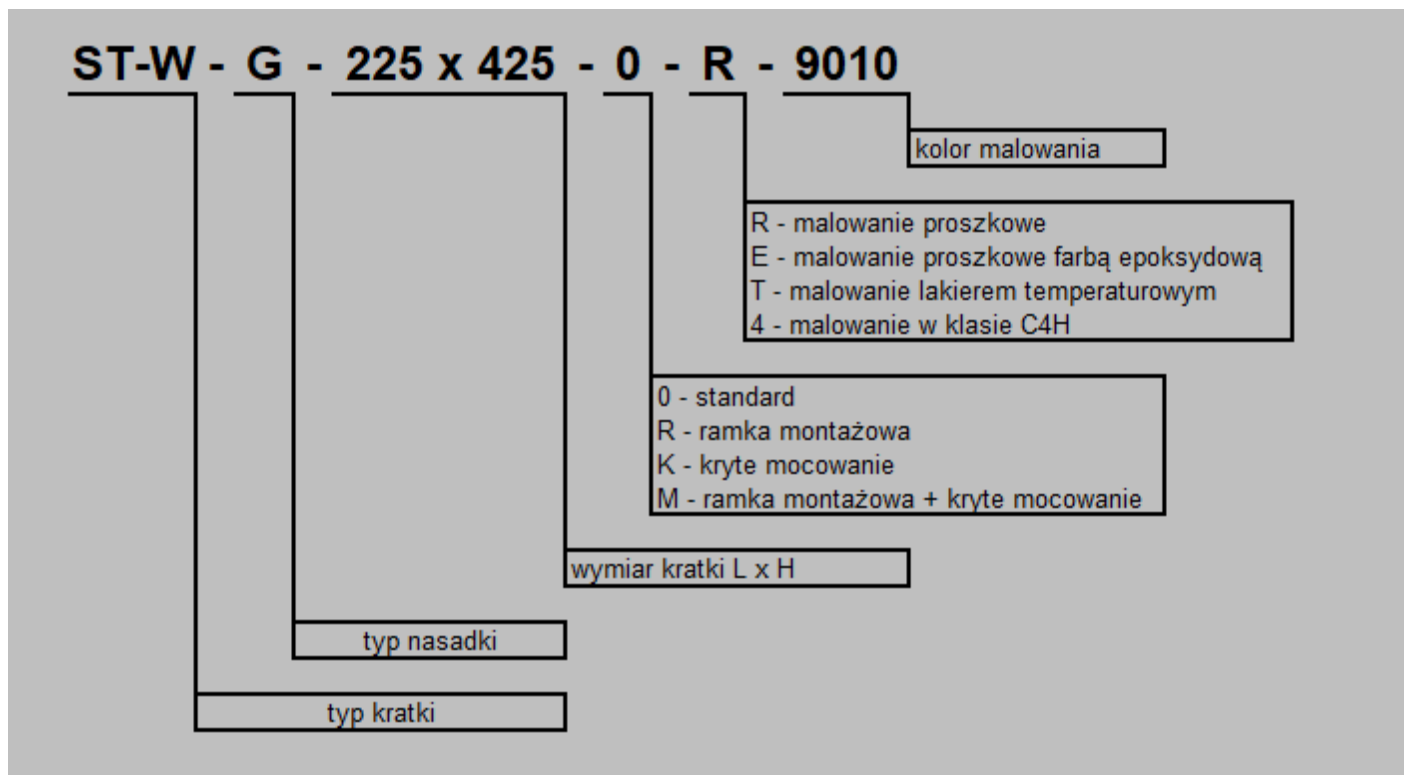 ST-W - G - 225 x 425 - 0 - R - 9010
kolor malowania
R - malowanie proszkowe
E - malowanie proszkowe farbą epoksydową
T - malowanie lakierem temperaturowym
4 - malowanie w klasie C4H
0 - standard
R - ramka montażowa
K - kryte mocowanie
M - ramka montażowa + kryte mocowanie
wymiar kratki L x H
typ nasadki
typ kratki